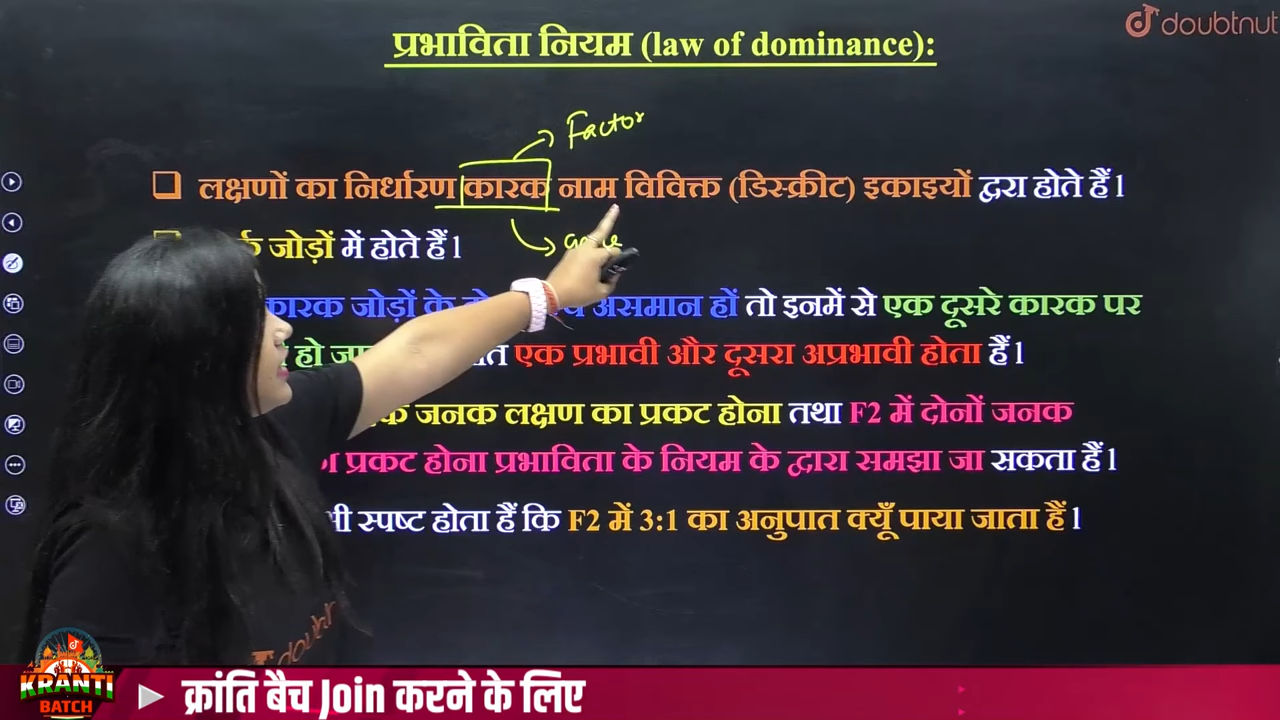 doubtnut
प्रभाविता नियम (law of dominance):
Factor
लक्षणों का निर्धारण कारक नाम विविक्त (डिस्क्रीट) इकाइयों द्वरा होते हैं l
जोड़ों में होते हैं l
कारक जोड़ों के असमान हों तो इनमें से एक दूसरे कारक पर
हो एक प्रभावी और दूसरा अप्रभावी होता हैं l
जनक लक्षण का प्रकट होना तथा F2 में दोनों जनक
प्रकट होना प्रभाविता के नियम के द्वारा समझा जा सकता हैं l
स्पष्ट होता हैं कि F2 में 3:1 का अनुपात क्यूँ पाया जाता हैं l
doubtn
KRANTI
BATCH
क्रांति बैच Join करने के लिए